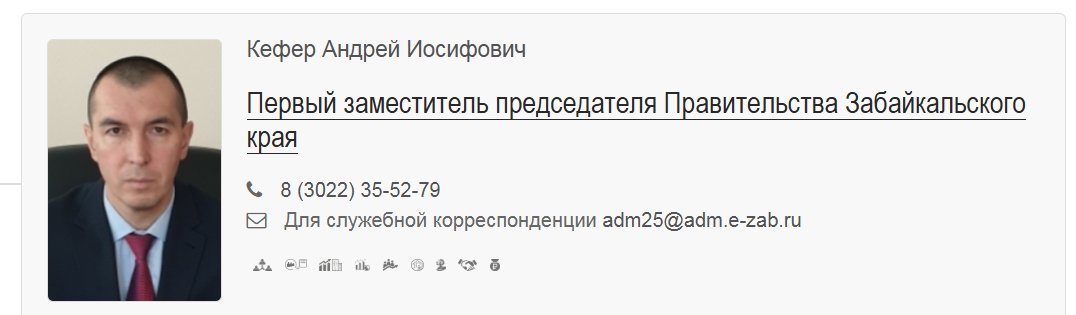 Кефер Андрей Иосифович
Первый заместитель председателя Правительства Забайкальского
края
8 (3022) 35-52-79
Для служебной корреспонденции adm25@adm.e-zab.ru